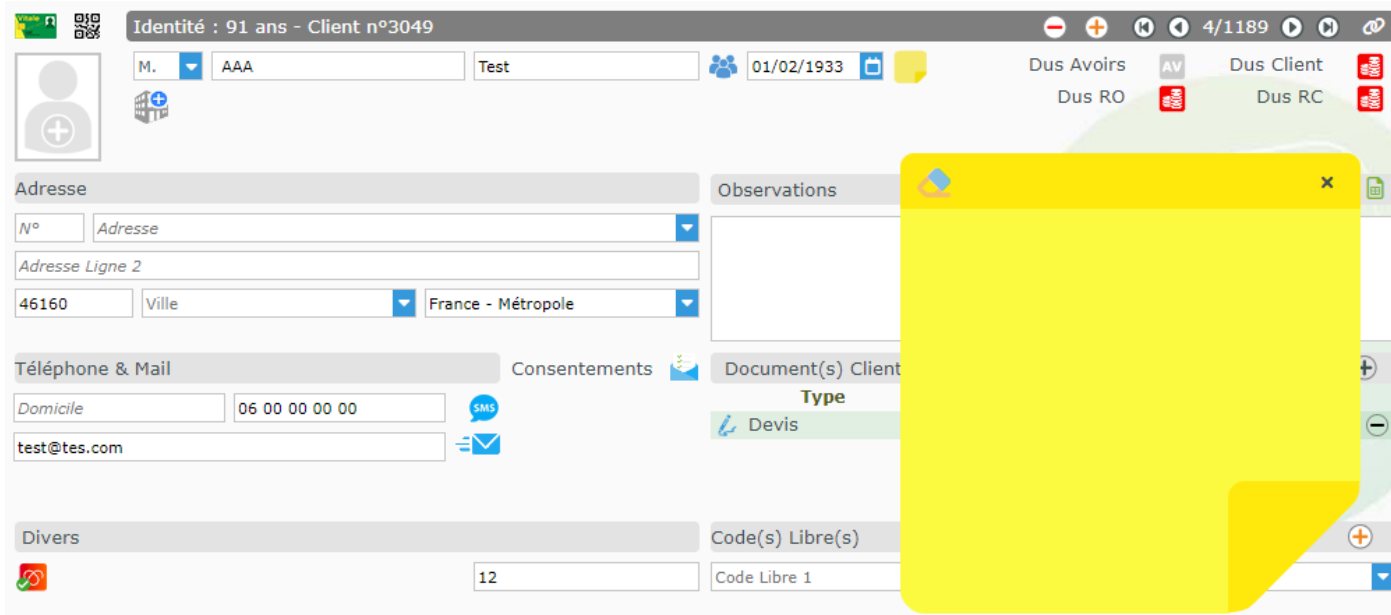 Vitale
Identité : 91 ans - Client n°3049
4/1189
M.
AAA
Test
01/02/1933
Dus Avoirs
AV
Dus Client
Dus RO
Dus RC
Adresse
Observations
N°
Adresse
Adresse Ligne 2
46160
Ville
France - Métropole
Téléphone & Mail
Consentements
Document(s) Client
Type
Domicile
06 00 00 00 00
SMS
Devis
test@tes.com
Divers
Code(s) Libre(s)
12
Code Libre 1